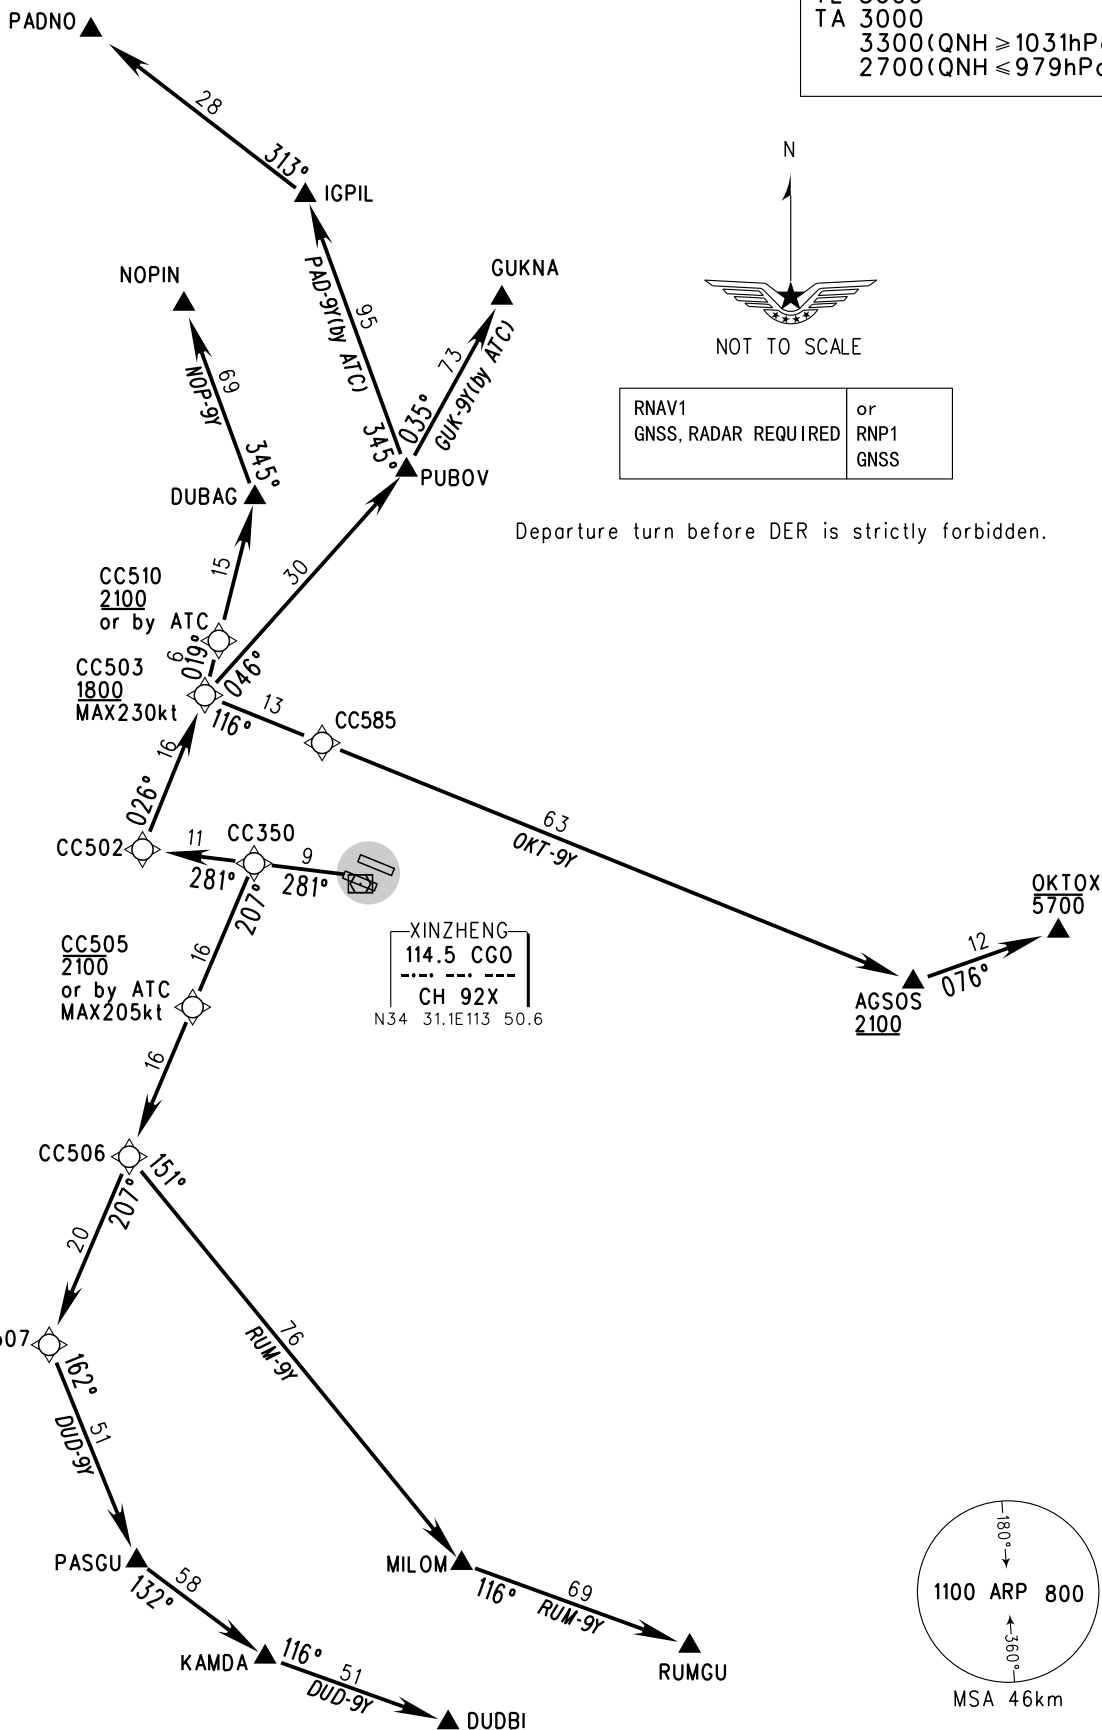 PADNO
TA 3000
3300(QNH ≥ 1031hP
2700(QNH ≤ 979hP
28
313°
IGPIL
N
NOPIN
GUKNA
PAD-9Y(by ATC)
95
73
GUK-9Y(by ATC)
NOT TO SCALE
69
NOP-9Y
RNAV1
GNSS, RADAR REQUIRED
or
RNP1
GNSS
345°
035°
345°
DUBAG
PUBOV
Departure turn before DER is strictly forbidden.
15
30
CC510
2100
or by ATC
6
019°
046°
CC503
1800
MAX230kt
13
116°
CC585
16
026°
63
OKT-9Y
CC502
11
CC350
9
281°
281°
207°
OKTOX
5700
XINZHENG
114.5 CGO
CH 92X
N34 31.1E113 50.6
12
076°
AGSOS
2100
CC505
2100
or by ATC
MAX205kt
16
16
CC506
151°
207°
20
07
162°
76
RUM-9Y
51
DUD-9Y
PASGU
58
132°
MILOM
116°
69
RUM-9Y
RUMGU
KAMDA
116°
51
DUD-9Y
DUDBI
180°
1100 ARP 800
360°
MSA 46km